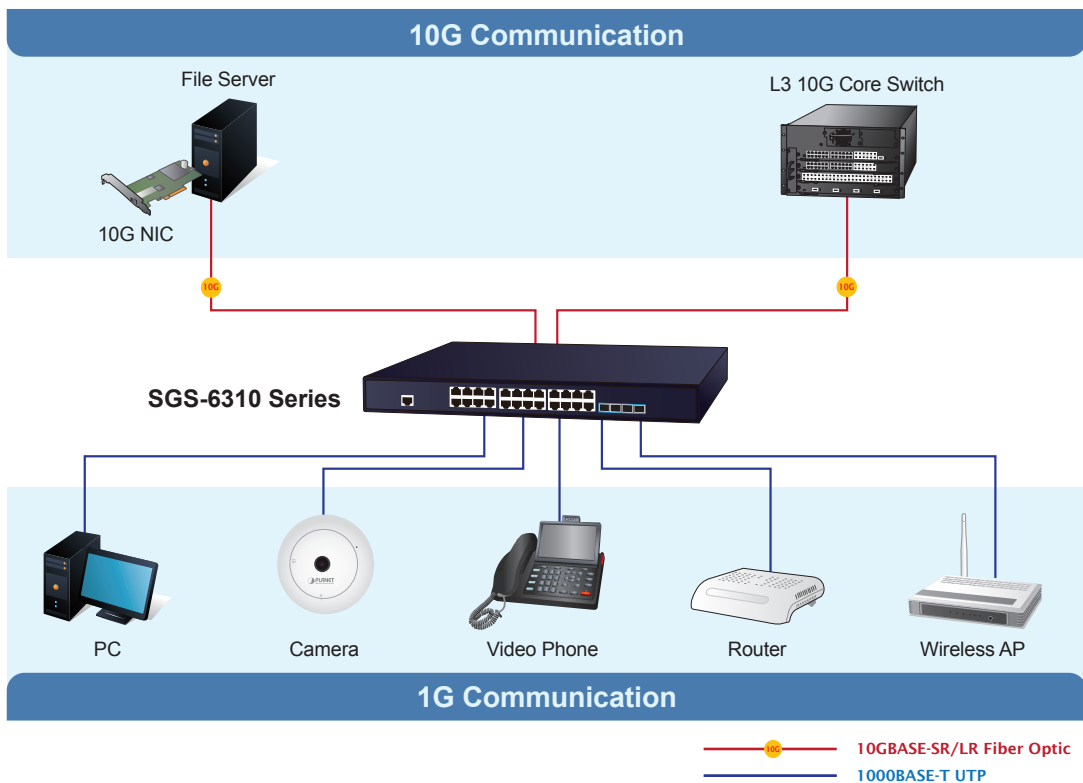 10G Communication
File Server
L3 10G Core Switch
10G NIC
10G
10G
SGS-6310 Series
PLANET
PC
Camera
Video Phone
Router
Wireless AP
1G Communication
10G
10GBASE-SR/LR Fiber Optic
1000BASE-T UTP